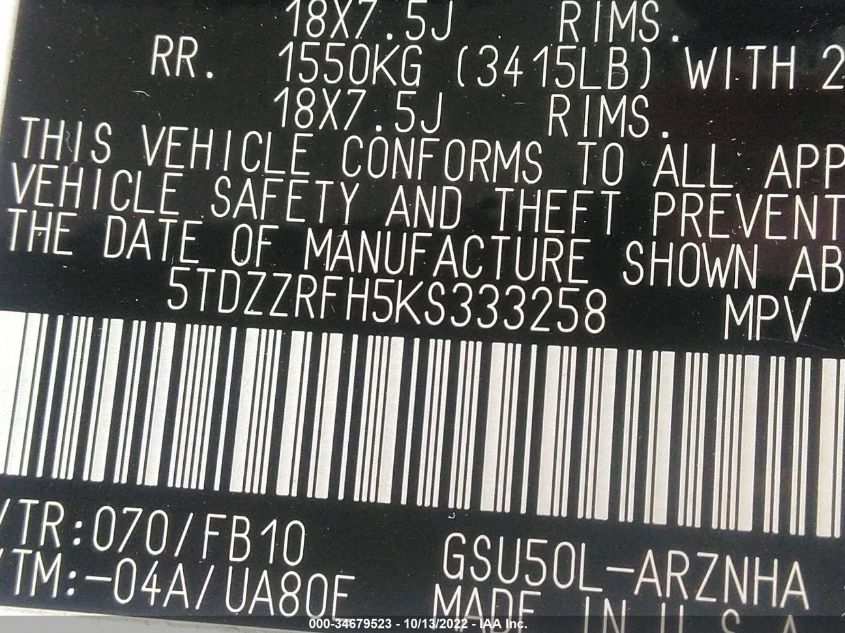 18X7.5J RIMS.
RR. 1550KG (3415LB) WITH 2
18X7.5J RIMS.
THIS VEHICLE CONFORMS TO ALL APP
VEHICLE SAFETY AND THEFT PREVENT
THE DATE OF MANUFACTURE SHOWN AB
5TDZZRFH5KS333258 MPV
/TR:070/FB10 GSU50L-ARZNHA
/TM:-04A/UA80F MADE IN U.S.A
000-34679523 - 10/13/2022 - IAA Inc.